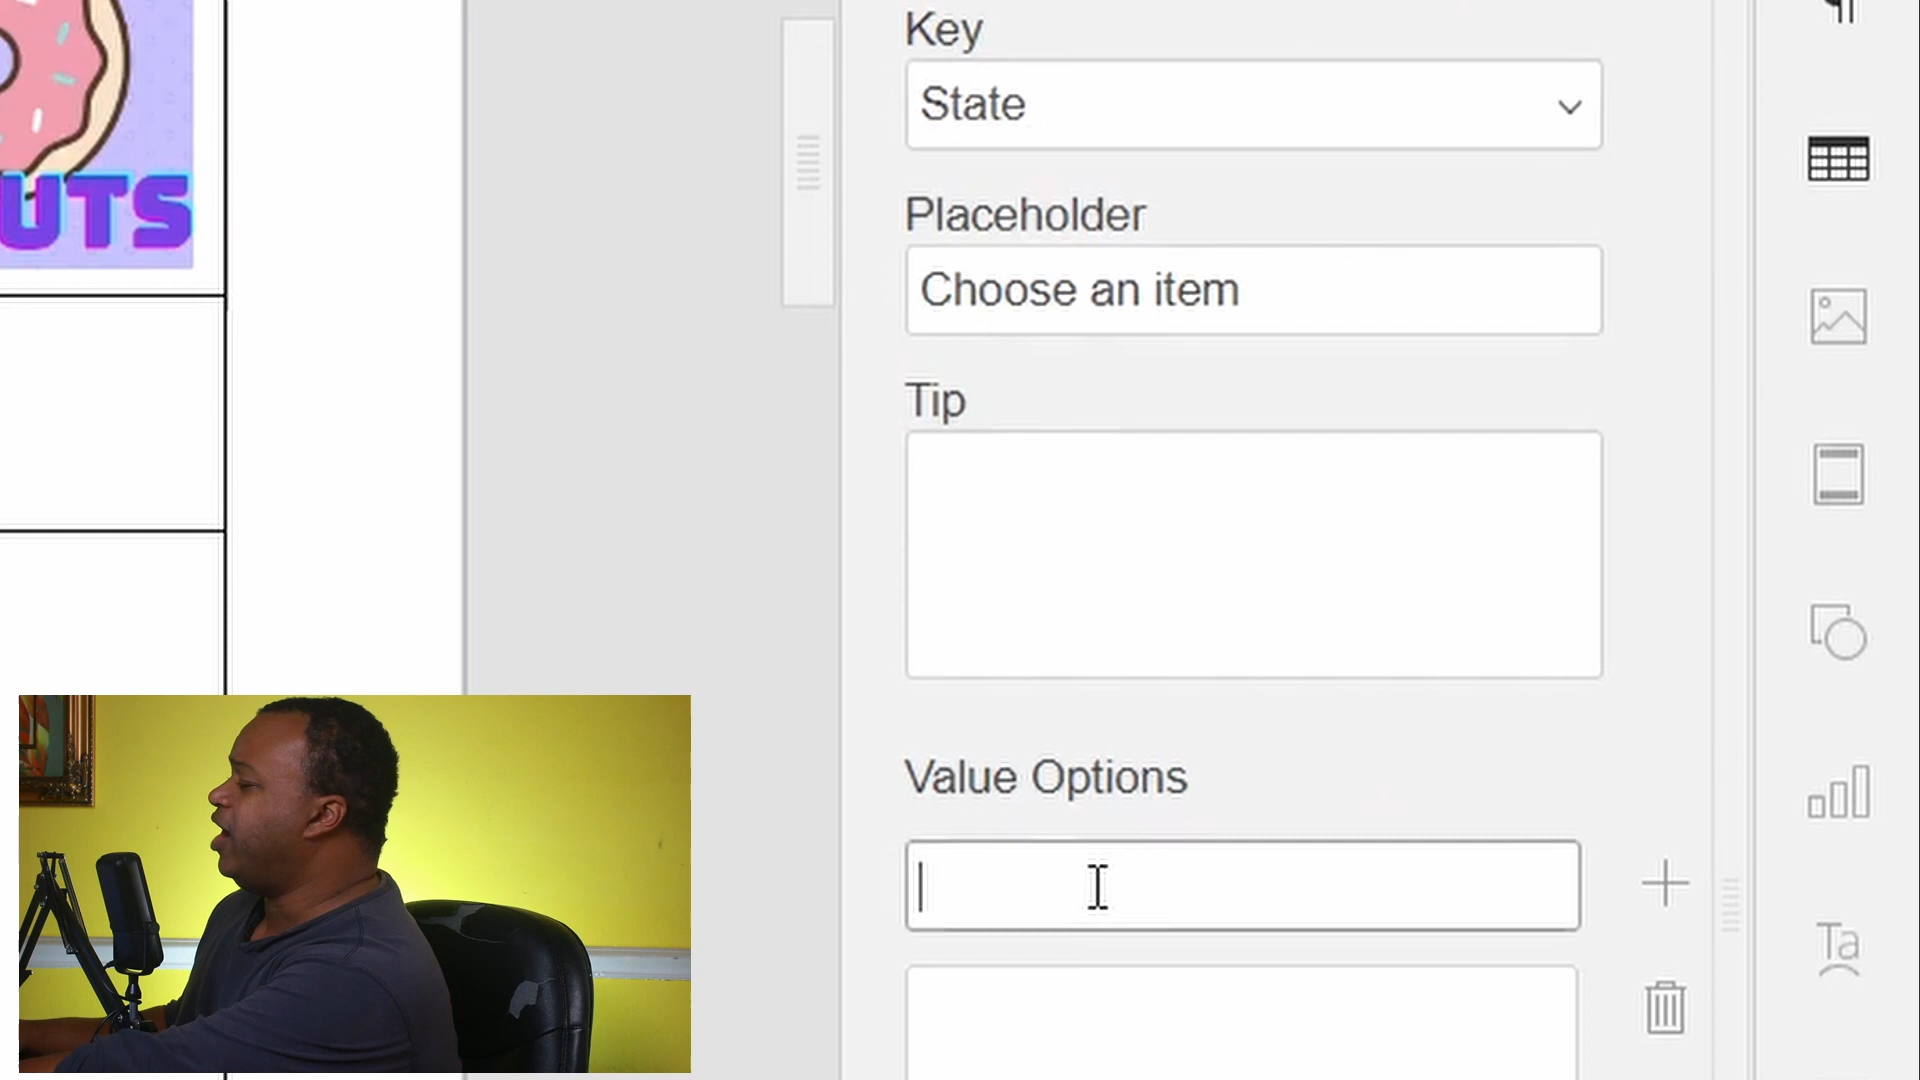 UTS
Key
State
Placeholder
Choose an item
Tip
Value Options
Ta